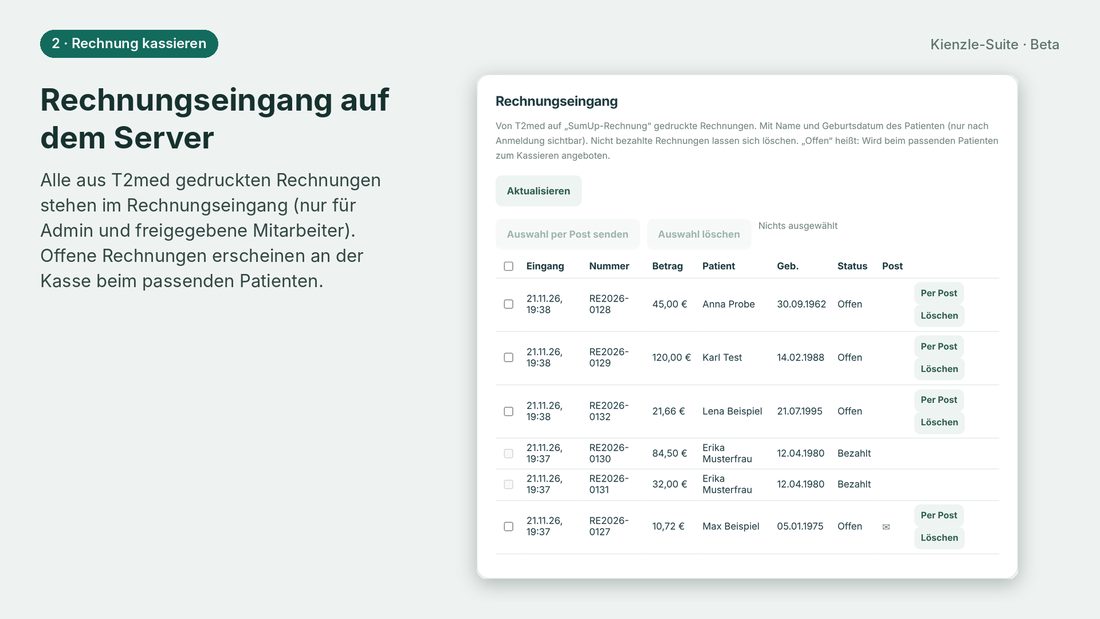 2 · Rechnung kassieren
Kienzle-Suite · Beta
Rechnungseingang auf
dem Server
Alle aus T2med gedruckten Rechnungen
stehen im Rechnungseingang (nur für
Admin und freigegebene Mitarbeiter).
Offene Rechnungen erscheinen an der
Kasse beim passenden Patienten.
Rechnungseingang
Von T2med auf „SumUp-Rechnung“ gedruckte Rechnungen. Mit Name und Geburtsdatum des Patienten (nur nach
Anmeldung sichtbar). Nicht bezahlte Rechnungen lassen sich löschen. „Offen“ heißt: Wird beim passenden Patienten
zum Kassieren angeboten.
Aktualisieren
Auswahl per Post senden Auswahl löschen Nichts ausgewählt
Eingang Nummer Betrag Patient Geb. Status Post
21.11.26, 19:38 RE2026-0128 45,00 € Anna Probe 30.09.1962 Offen Per Post Löschen
21.11.26, 19:38 RE2026-0129 120,00 € Karl Test 14.02.1988 Offen Per Post Löschen
21.11.26, 19:38 RE2026-0132 21,66 € Lena Beispiel 21.07.1995 Offen Per Post Löschen
21.11.26, 19:37 RE2026-0130 84,50 € Erika Musterfrau 12.04.1980 Bezahlt
21.11.26, 19:37 RE2026-0131 32,00 € Erika Musterfrau 12.04.1980 Bezahlt
21.11.26, 19:37 RE2026-0127 10,72 € Max Beispiel 05.01.1975 Offen ✉ Per Post Löschen